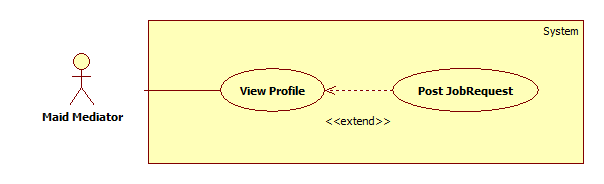 System
View Profile
Post JobRequest
Maid Mediator
<<extend>>